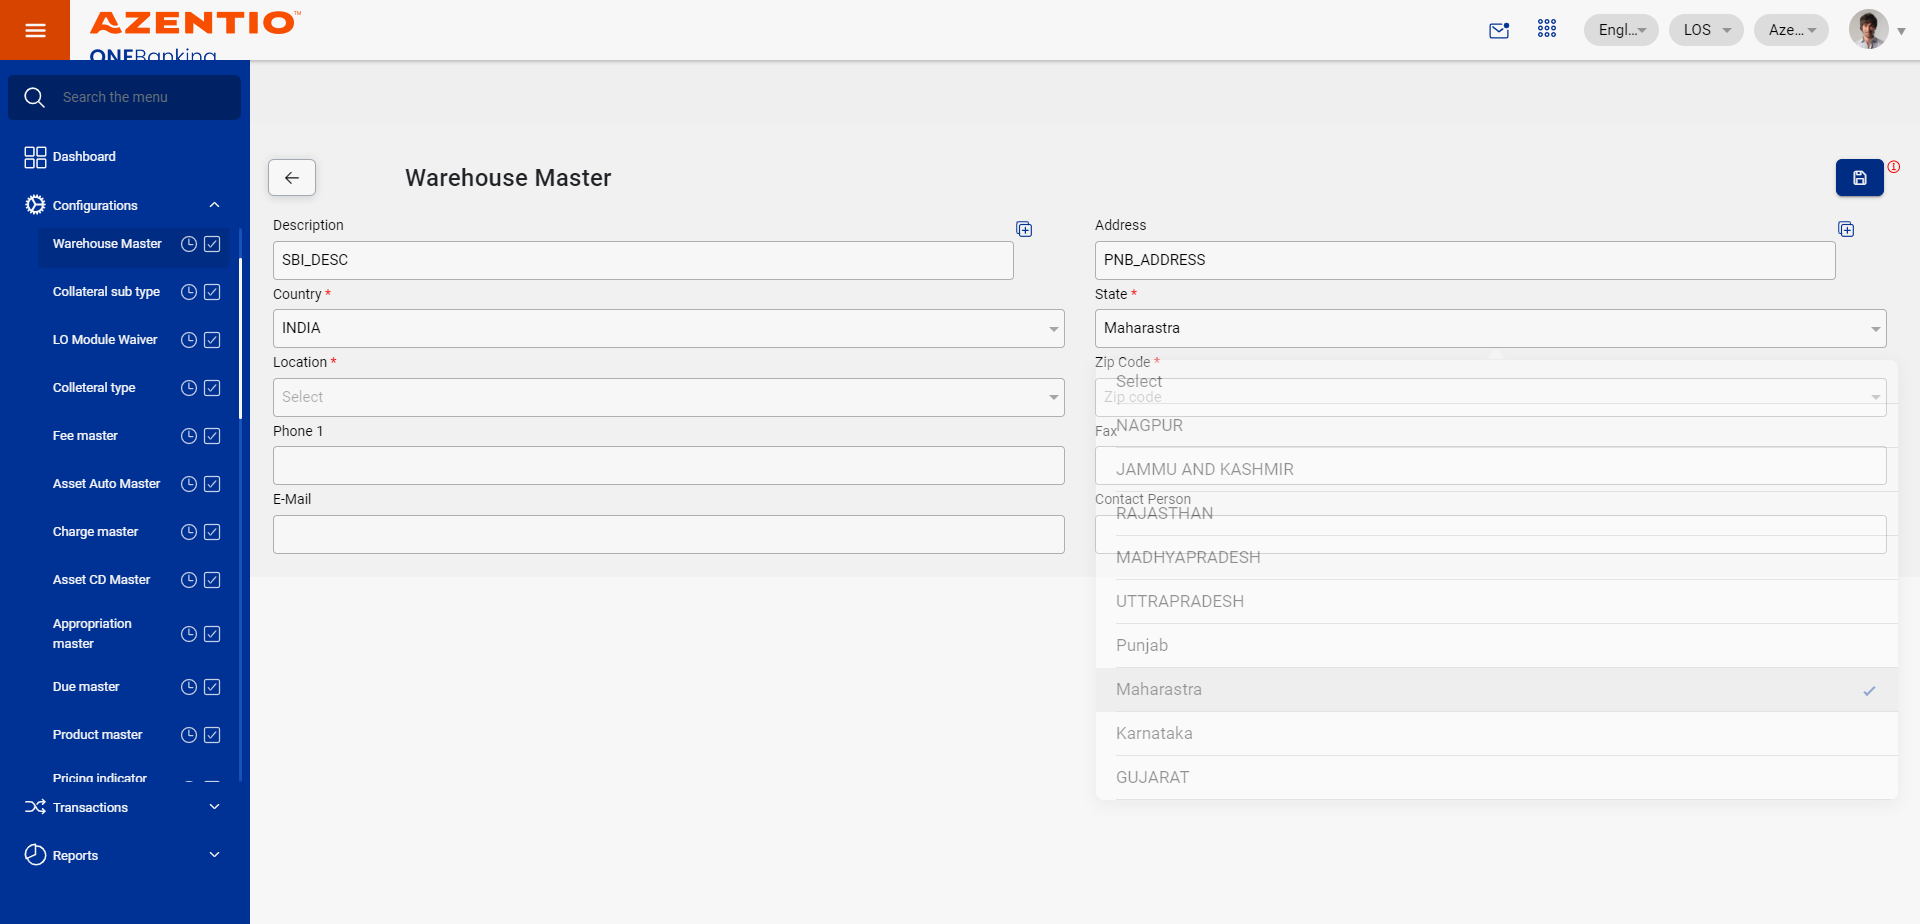 AZENTIO™
ONEBanking
Engl...
LOS
Aze...
Search the menu
Dashboard
Configurations
Warehouse Master
Collateral sub type
LO Module Waiver
Colleteral type
Fee master
Asset Auto Master
Charge master
Asset CD Master
Appropriation
master
Due master
Product master
Pricing indicator
Transactions
Reports
Warehouse Master
Description
SBI_DESC
Address
PNB_ADDRESS
Country *
INDIA
State *
Maharastra
Location *
Select
Zip Code *
Zip code
Phone 1
Fax
E-Mail
Contact Person
Select
NAGPUR
JAMMU AND KASHMIR
RAJASTHAN
MADHYAPRADESH
UTTRAPRADESH
Punjab
Maharastra
Karnataka
GUJARAT